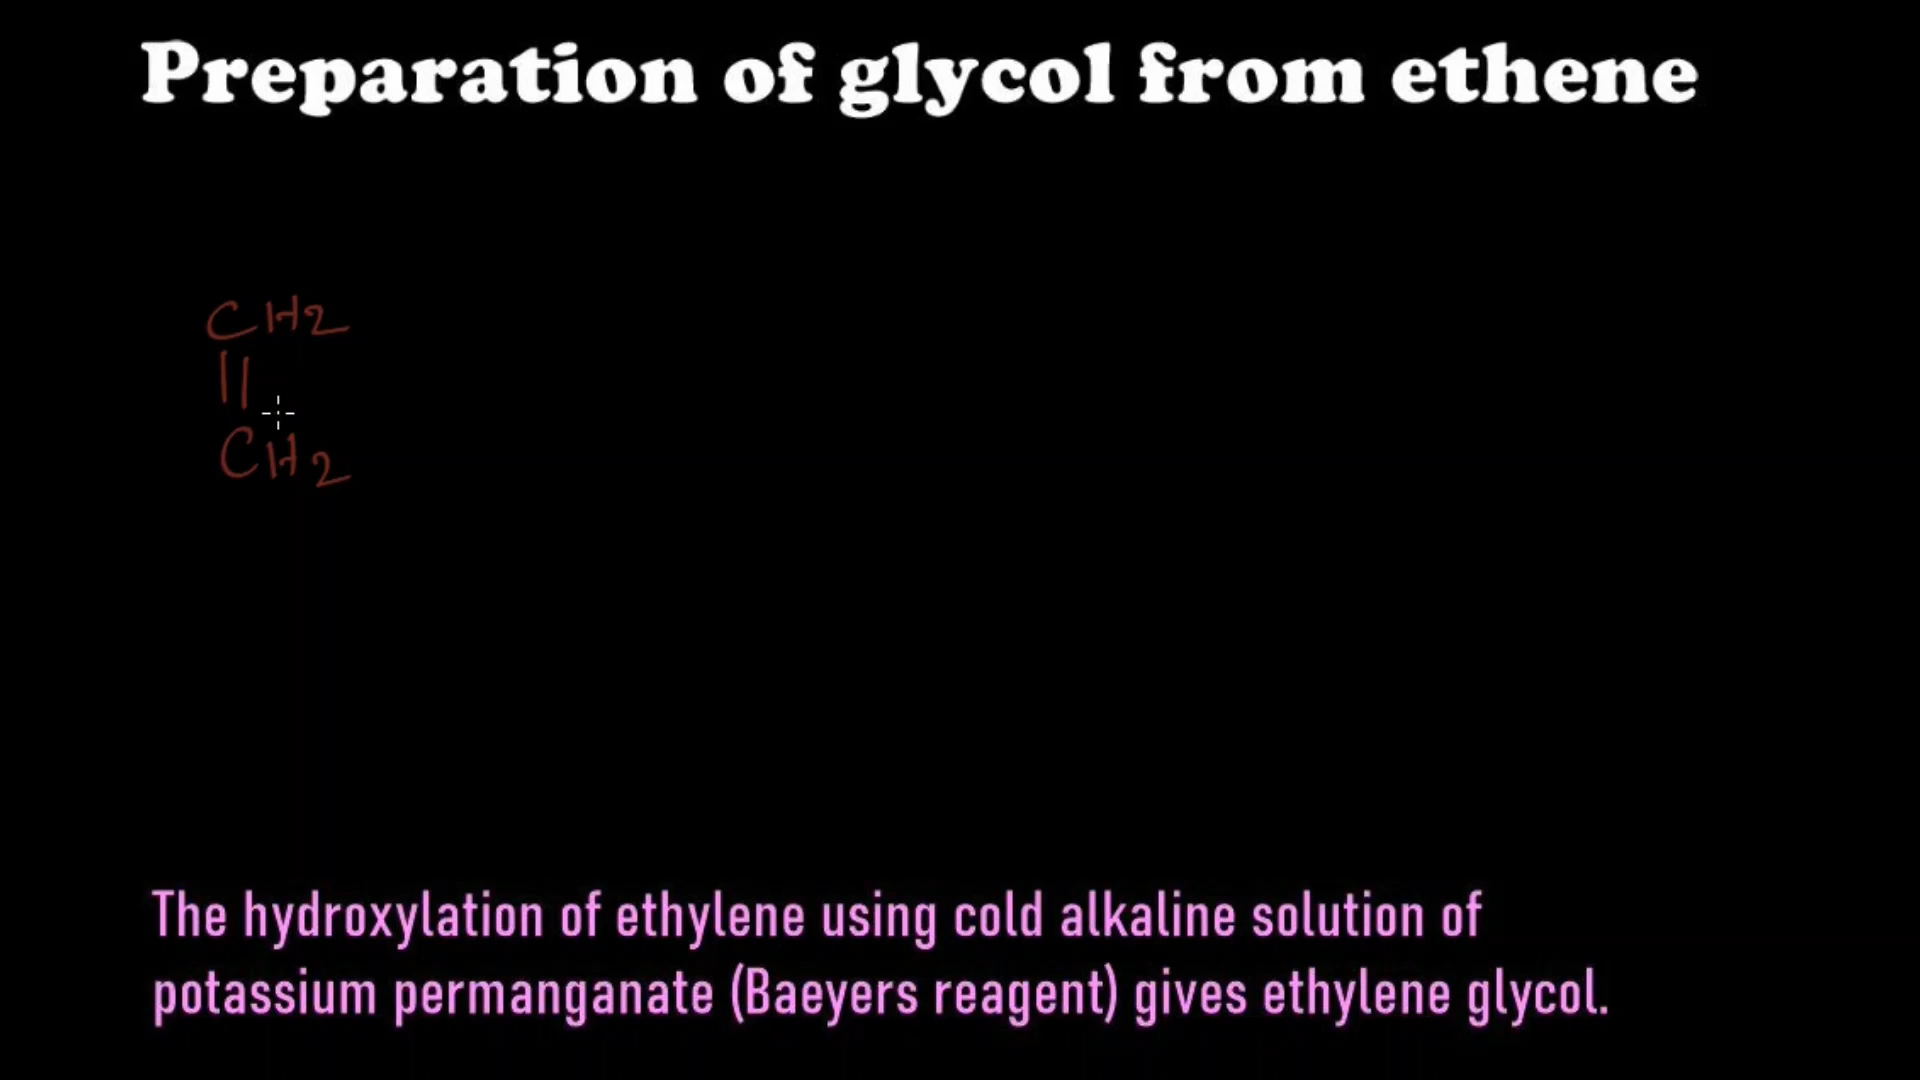 Preparation of glycol from ethene
CH2
||
CH2
The hydroxylation of ethylene using cold alkaline solution of
potassium permanganate (Baeyers reagent) gives ethylene glycol.